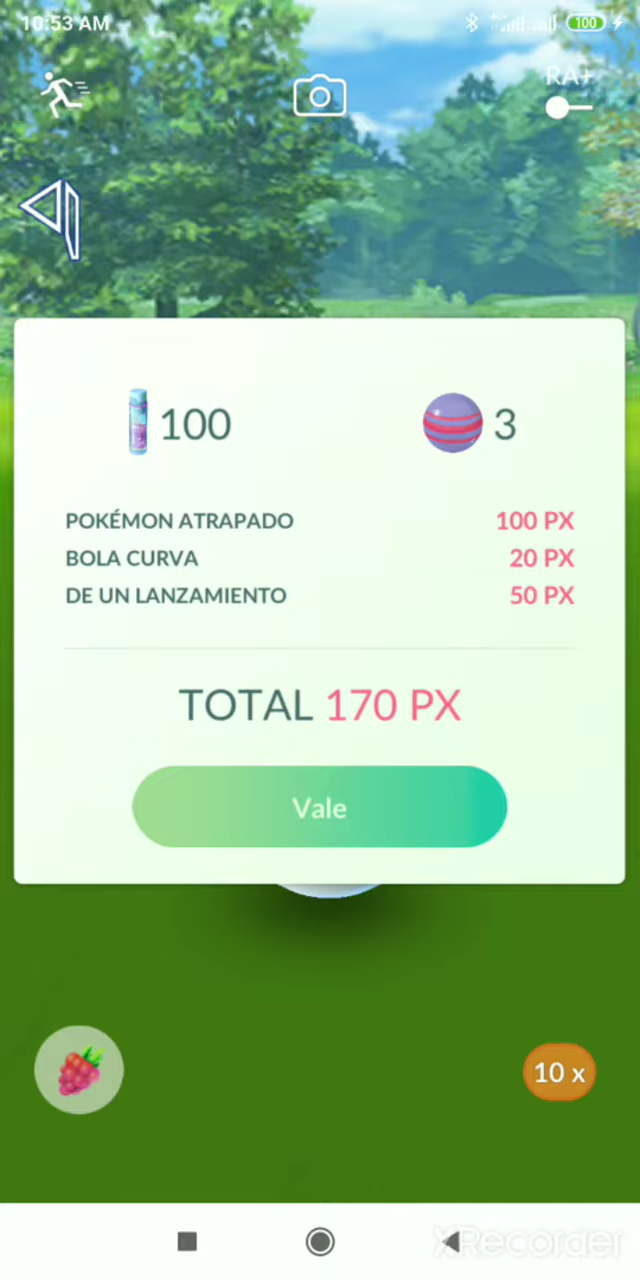 10:53 AM
100
RA+
100
3
POKÉMON ATRAPADO 100 PX
BOLA CURVA 20 PX
DE UN LANZAMIENTO 50 PX
TOTAL 170 PX
Vale
10 x
XRecorder